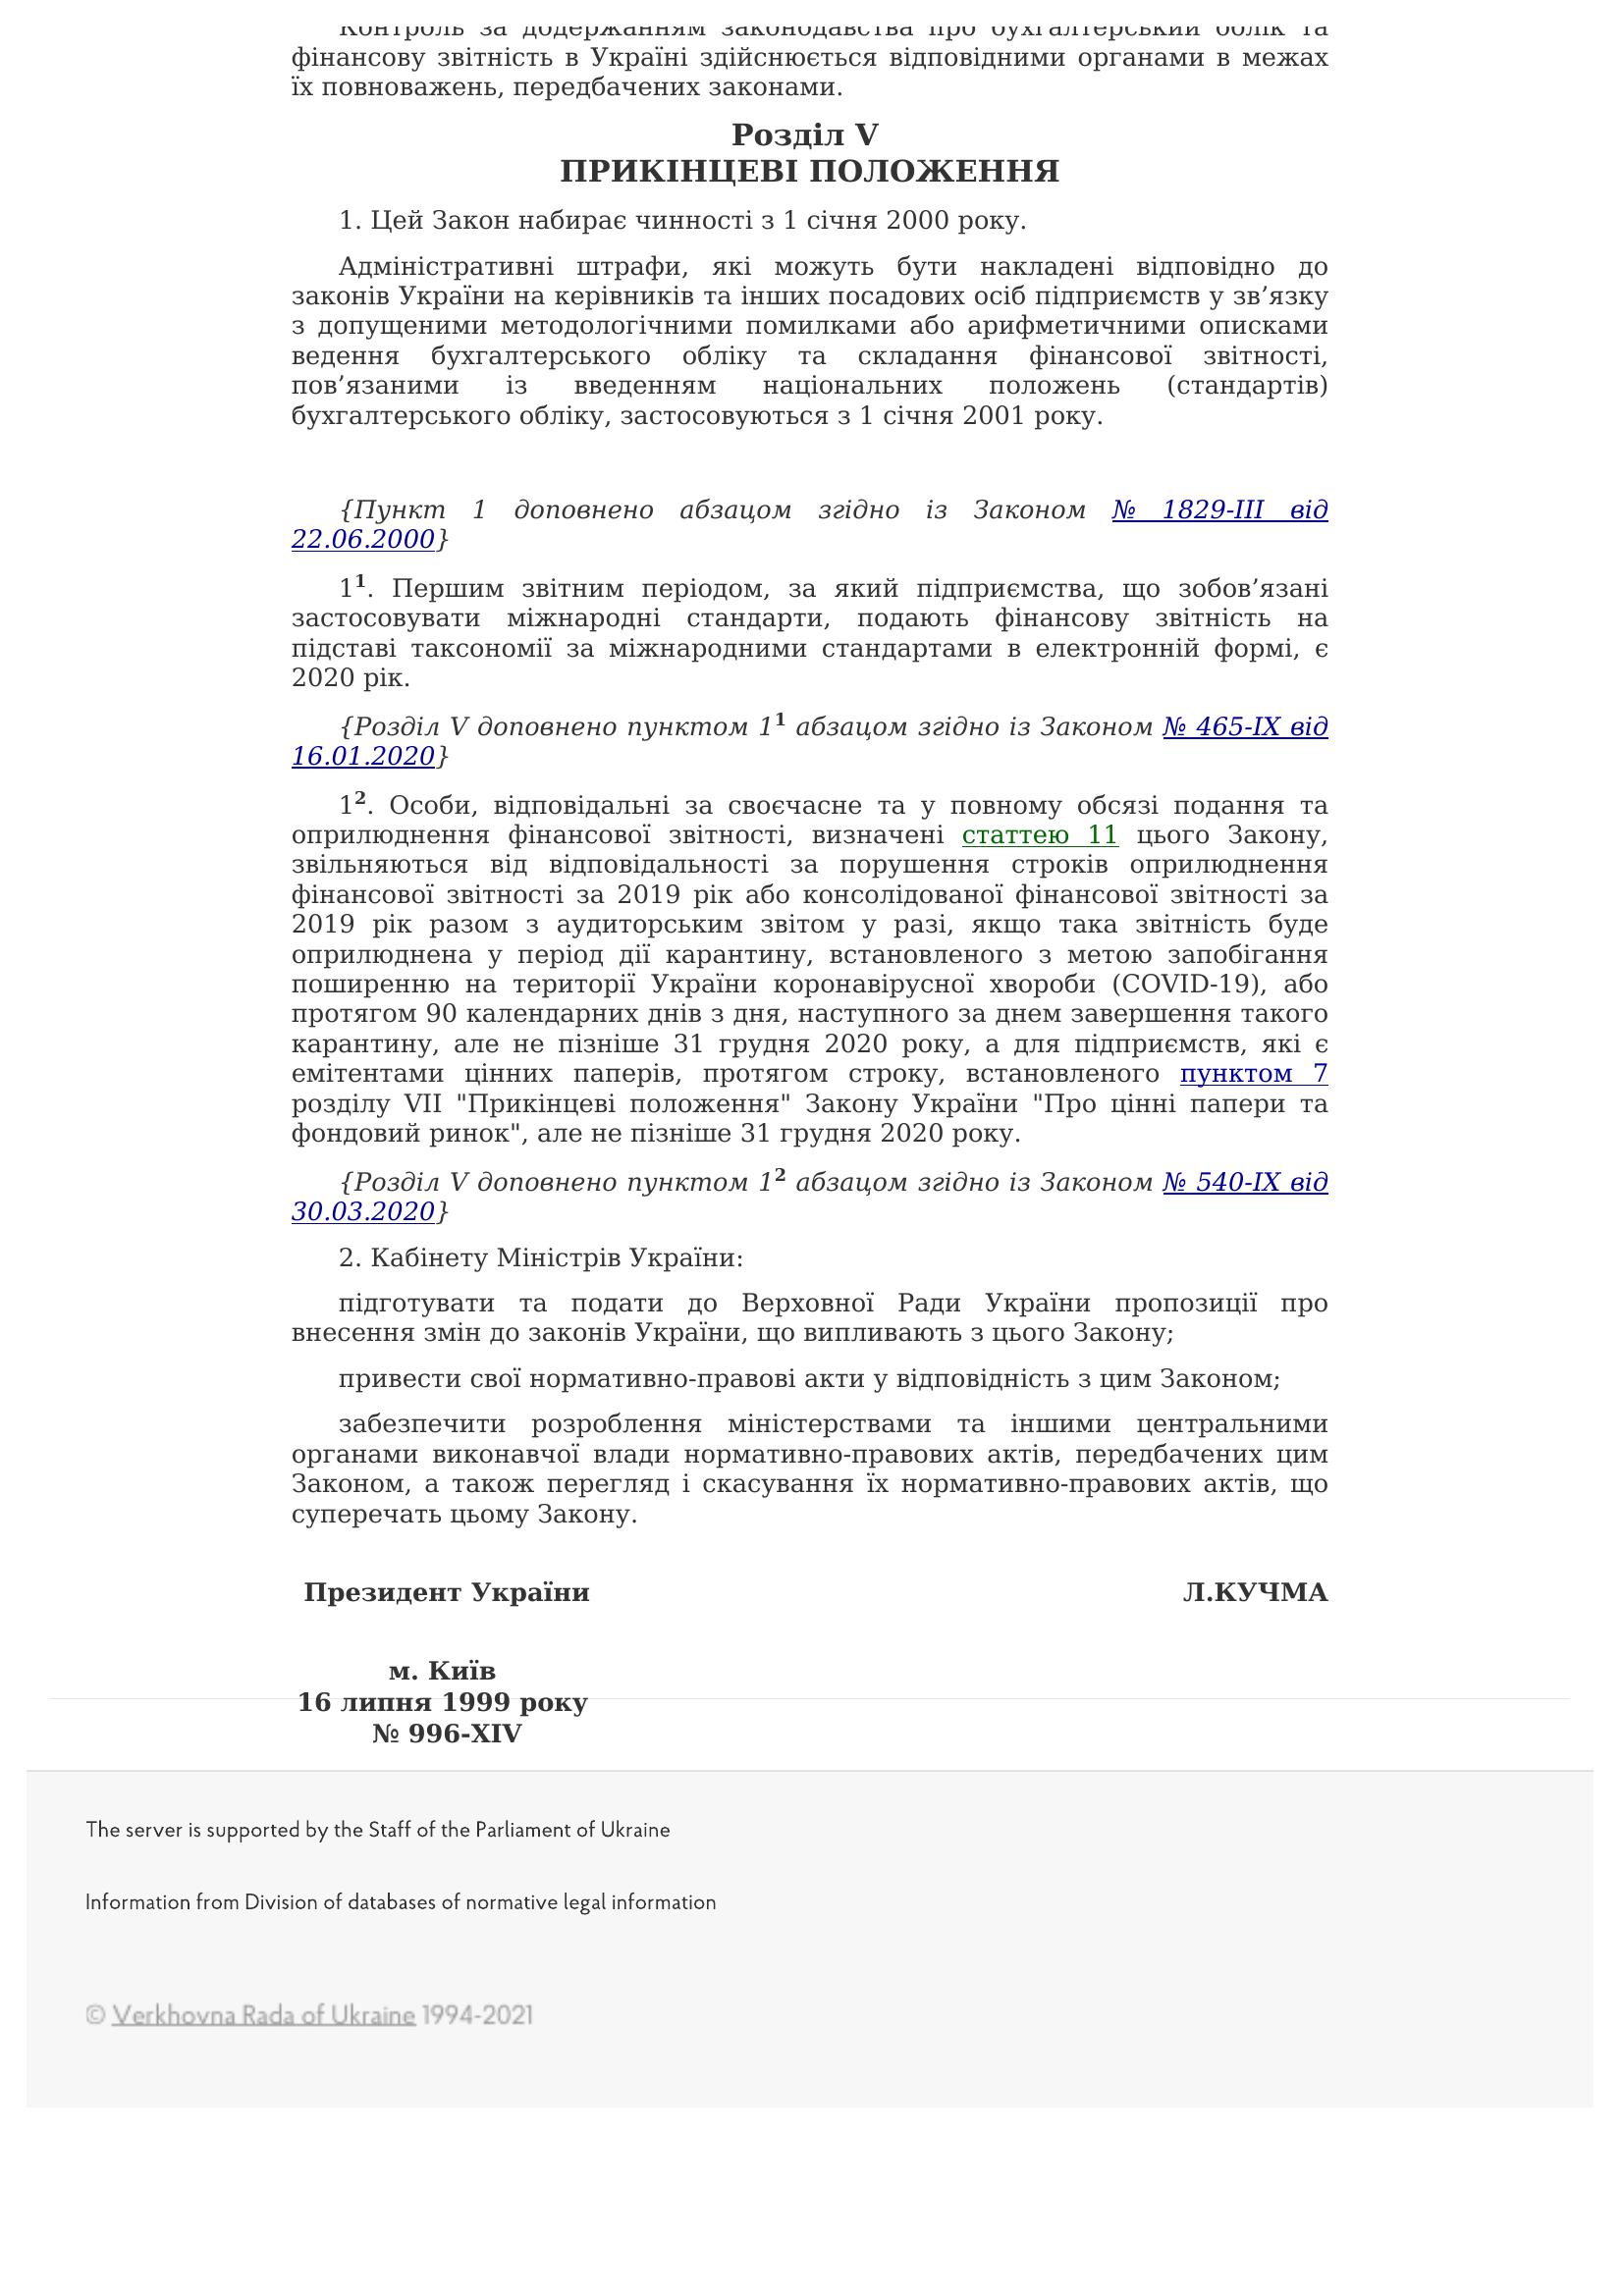 Контроль за додержанням законодавства про бухгалтерський облік та
фінансову звітність в Україні здійснюється відповідними органами в межах
їх повноважень, передбачених законами.
Розділ V
ПРИКІНЦЕВІ ПОЛОЖЕННЯ
1. Цей Закон набирає чинності з 1 січня 2000 року.
Адміністративні штрафи, які можуть бути накладені відповідно до
законів України на керівників та інших посадових осіб підприємств у зв’язку
з допущеними методологічними помилками або арифметичними описками
ведення бухгалтерського обліку та складання фінансової звітності,
пов’язаними із введенням національних положень (стандартів)
бухгалтерського обліку, застосовуються з 1 січня 2001 року.
{Пункт 1 доповнено абзацом згідно із Законом № 1829-III від
22.06.2000}
1¹. Першим звітним періодом, за який підприємства, що зобов’язані
застосовувати міжнародні стандарти, подають фінансову звітність на
підставі таксономії за міжнародними стандартами в електронній формі, є
2020 рік.
{Розділ V доповнено пунктом 1¹ абзацом згідно із Законом № 465-IX від
16.01.2020}
1². Особи, відповідальні за своєчасне та у повному обсязі подання та
оприлюднення фінансової звітності, визначені статтею 11 цього Закону,
звільняються від відповідальності за порушення строків оприлюднення
фінансової звітності за 2019 рік або консолідованої фінансової звітності за
2019 рік разом з аудиторським звітом у разі, якщо така звітність буде
оприлюднена у період дії карантину, встановленого з метою запобігання
поширенню на території України коронавірусної хвороби (COVID-19), або
протягом 90 календарних днів з дня, наступного за днем завершення такого
карантину, але не пізніше 31 грудня 2020 року, а для підприємств, які є
емітентами цінних паперів, протягом строку, встановленого пунктом 7
розділу VII "Прикінцеві положення" Закону України "Про цінні папери та
фондовий ринок", але не пізніше 31 грудня 2020 року.
{Розділ V доповнено пунктом 1² абзацом згідно із Законом № 540-IX від
30.03.2020}
2. Кабінету Міністрів України:
підготувати та подати до Верховної Ради України пропозиції про
внесення змін до законів України, що випливають з цього Закону;
привести свої нормативно-правові акти у відповідність з цим Законом;
забезпечити розроблення міністерствами та іншими центральними
органами виконавчої влади нормативно-правових актів, передбачених цим
Законом, а також перегляд і скасування їх нормативно-правових актів, що
суперечать цьому Закону.
Президент України Л.КУЧМА
м. Київ
16 липня 1999 року
№ 996-XIV
The server is supported by the Staff of the Parliament of Ukraine
Information from Division of databases of normative legal information
© Verkhovna Rada of Ukraine 1994-2021